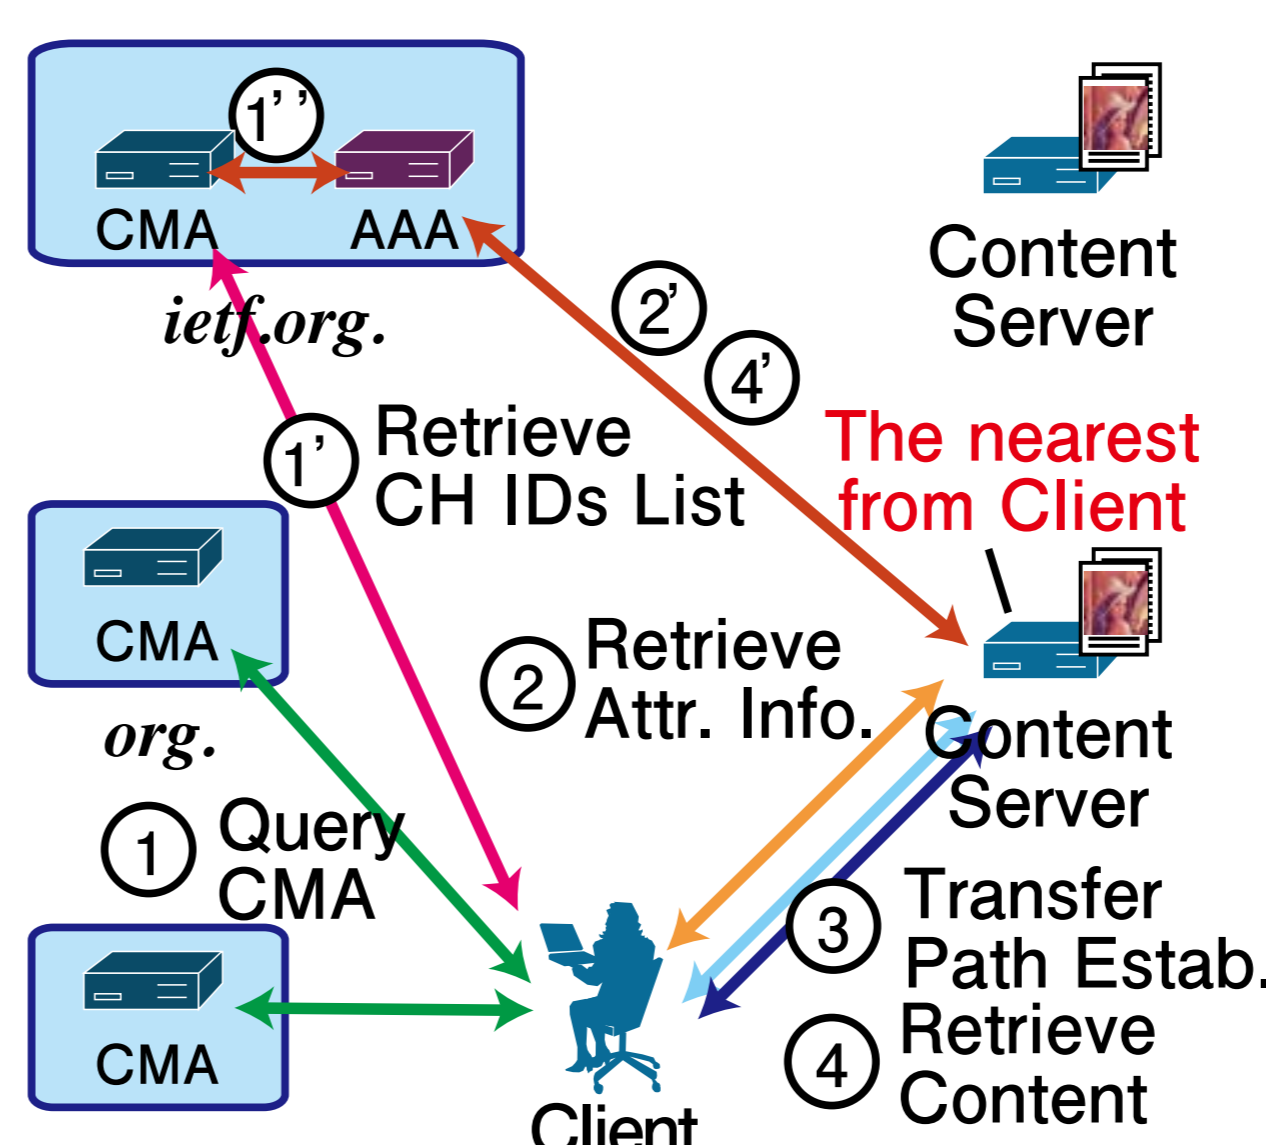 1’’
CMA
AAA
ietf.org.
Content
Server
2’
4’
1’
Retrieve
CH IDs List
The nearest
from Client
CMA
org.
2
Retrieve
Attr. Info.
Content
Server
1
Query
CMA
CMA
3
Transfer
Path Estab.
4
Retrieve
Content
Client